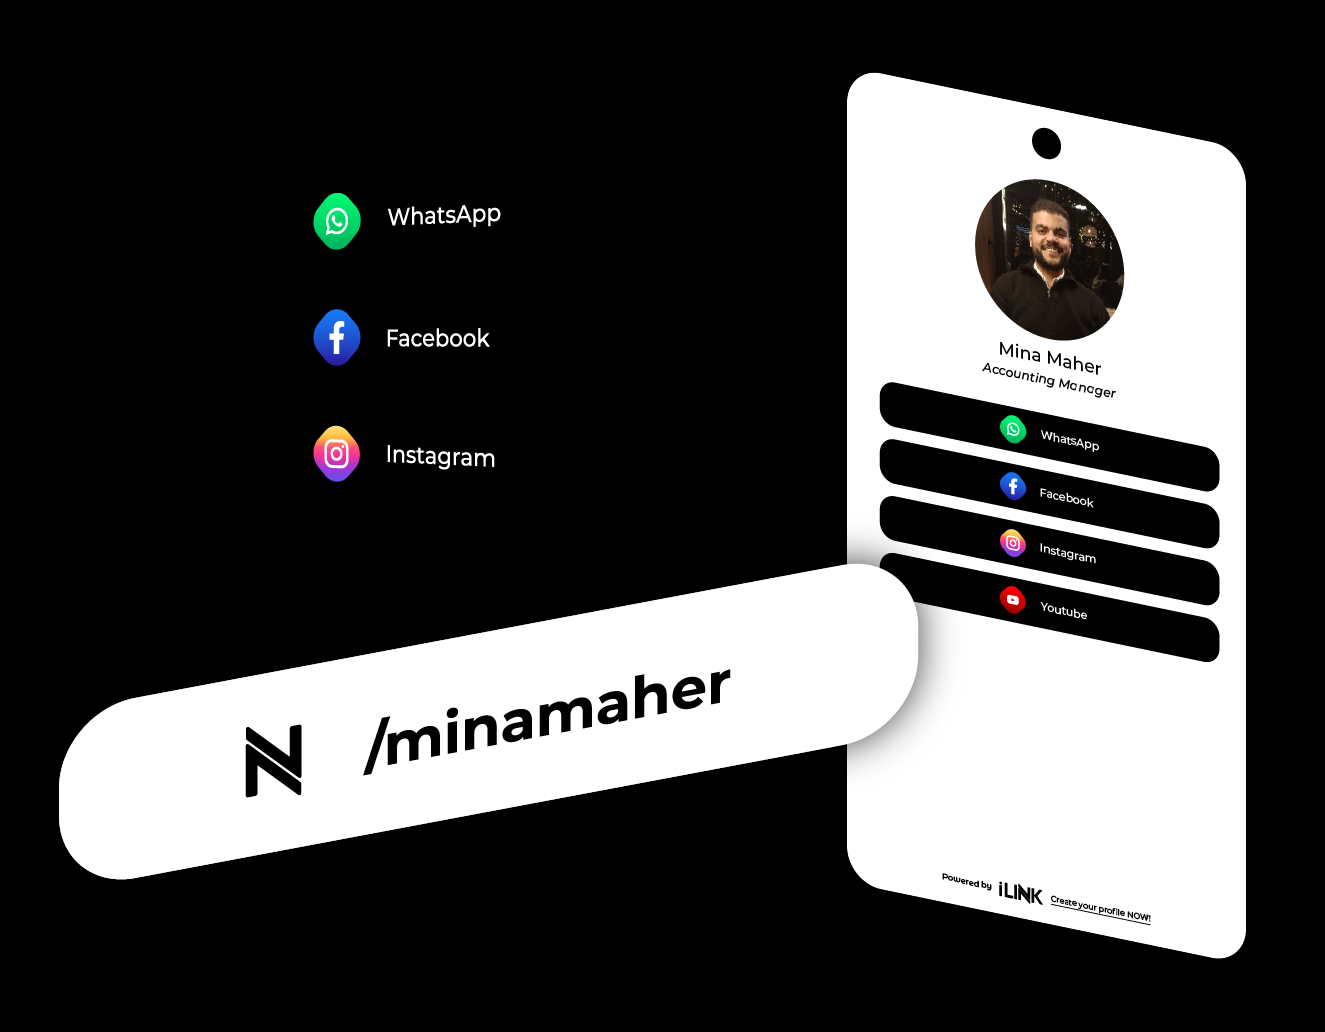 WhatsApp
Facebook
Instagram
/minamaher
Mina Maher
Accounting Manager
WhatsApp
Facebook
Instagram
Youtube
Powered by iLINK Create your profile NOW!